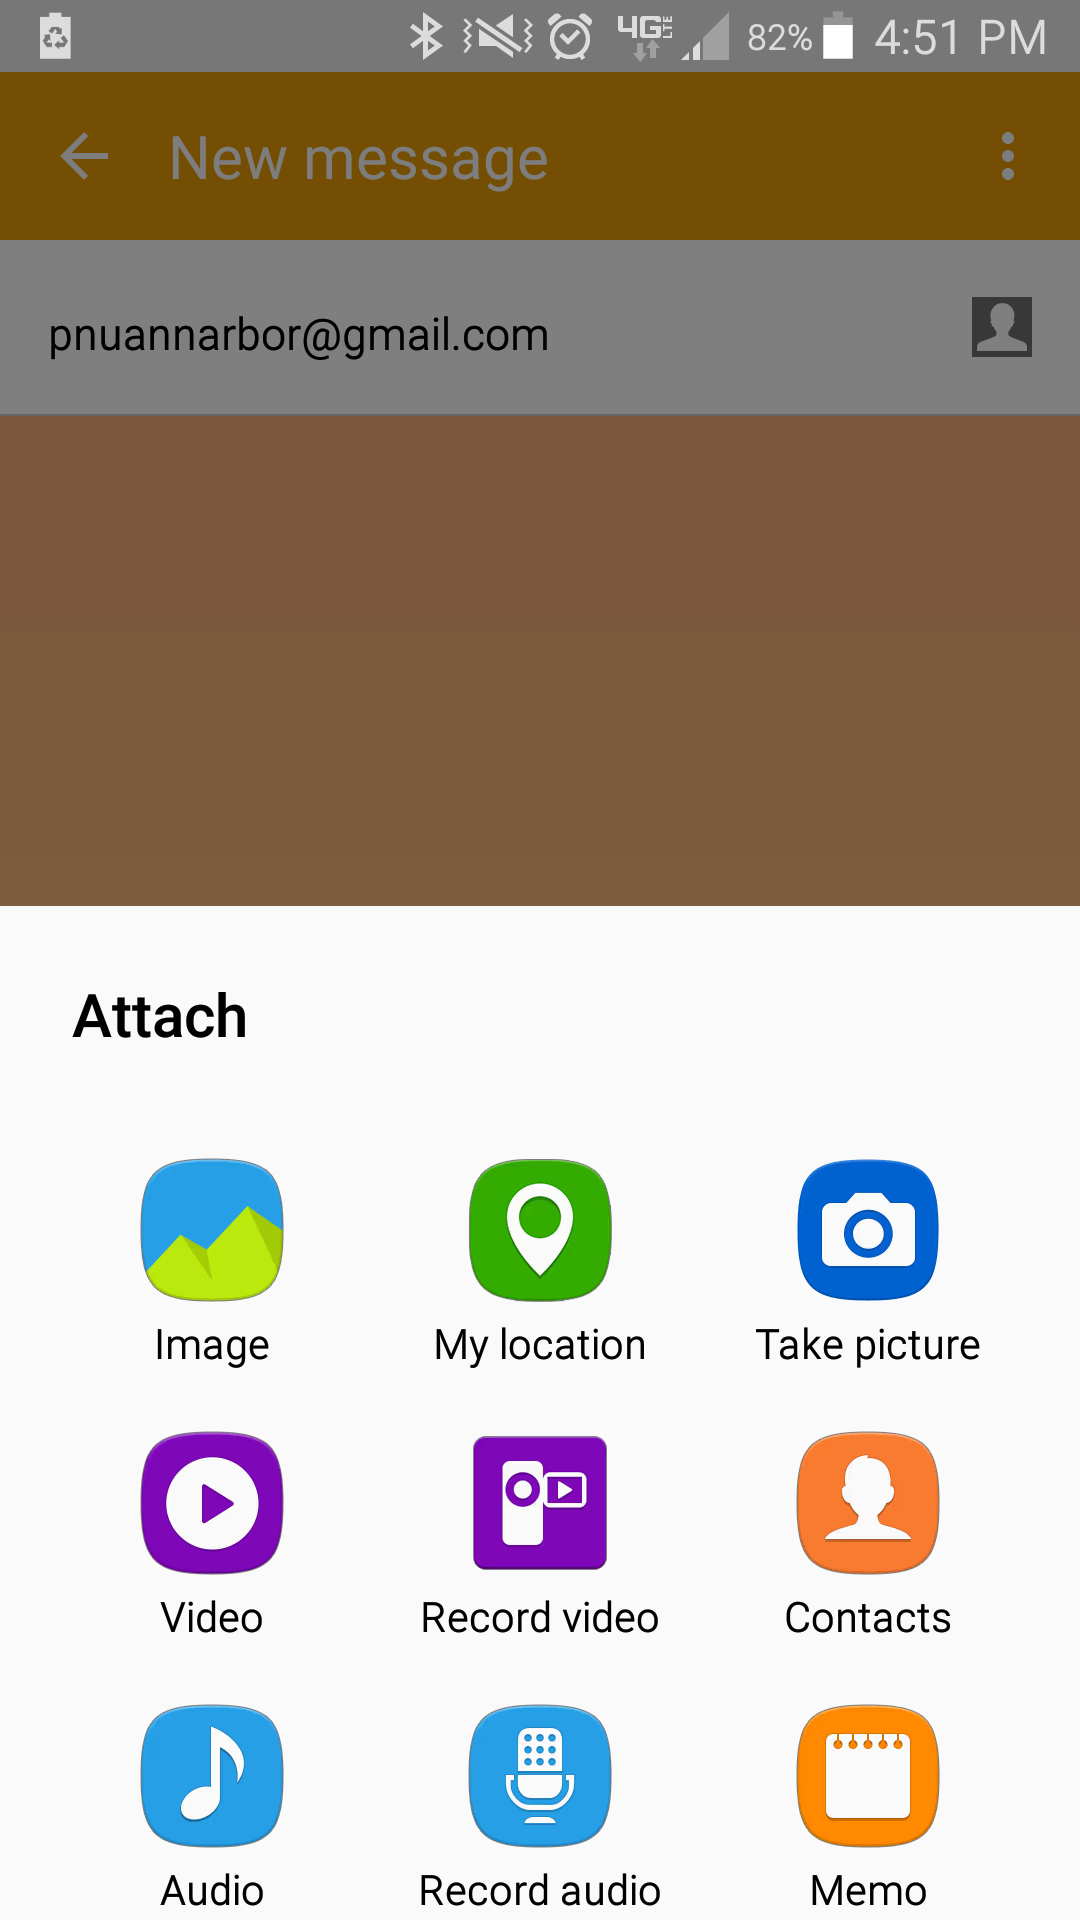 4G LTE 82% 4:51 PM
New message
pnuannarbor@gmail.com
Attach
Image My location Take picture
Video Record video Contacts
Audio Record audio Memo